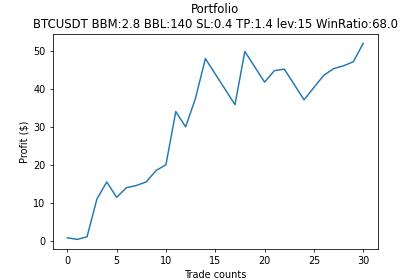 Portfolio
BTCUSDT BBM:2.8 BBL:140 SL:0.4 TP:1.4 lev:15 WinRatio:68.0
50
40
30
20
10
0
Profit ($)
0 5 10 15 20 25 30
Trade counts